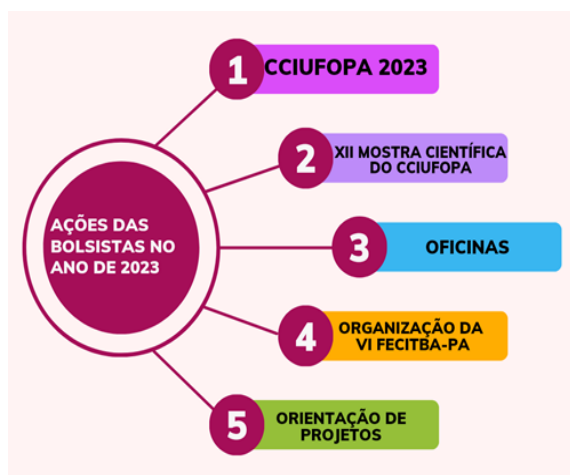 AÇÕES DAS
BOLSISTAS NO
ANO DE 2023
1
CCIUFOPA 2023
2
XII MOSTRA CIENTÍFICA
DO CCIUFOPA
3
OFICINAS
4
ORGANIZAÇÃO DA
VI FECITBA-PA
5
ORIENTAÇÃO DE
PROJETOS